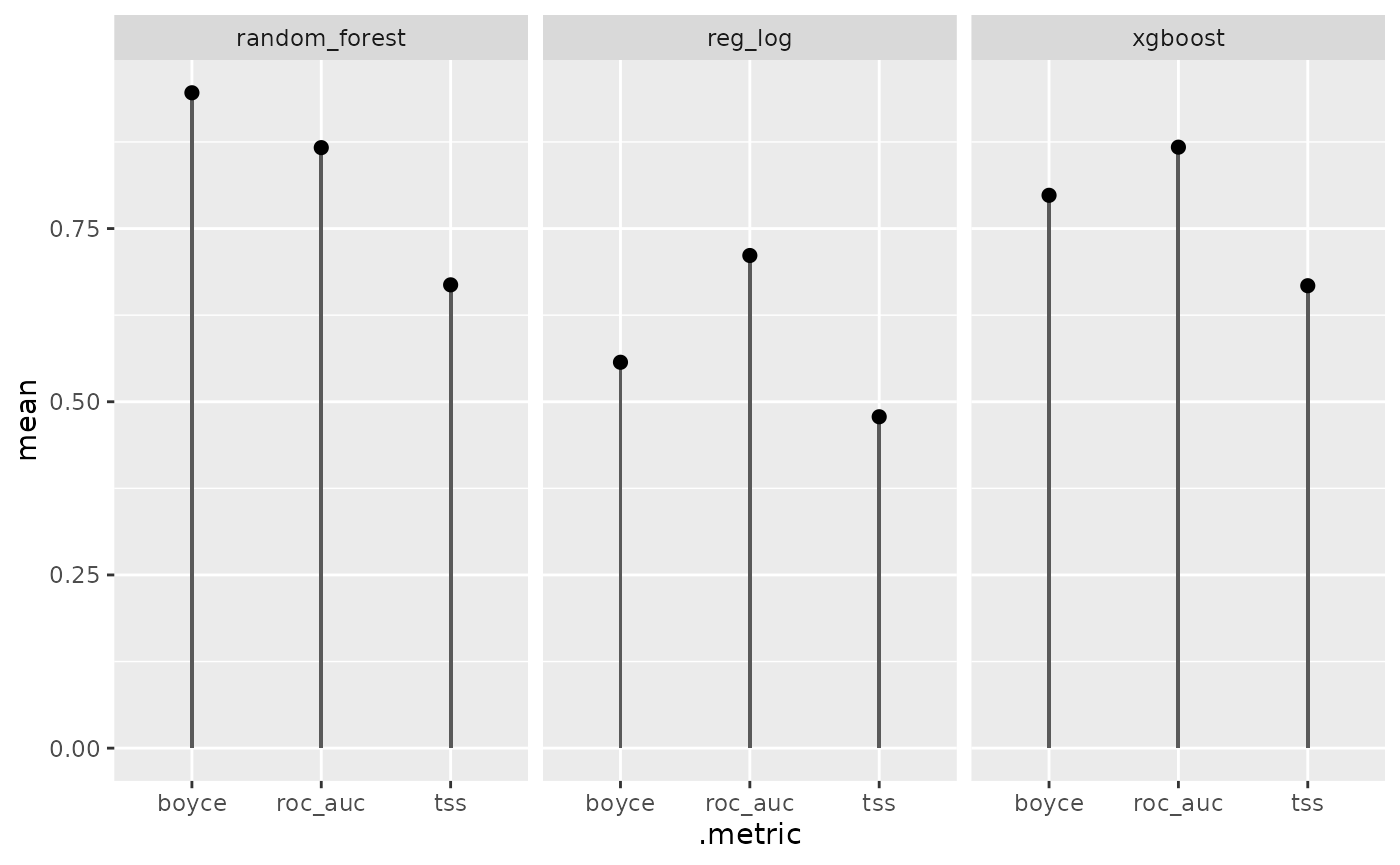 random_forest reg_log xgboost
mean
0.75
0.50
0.25
0.00
boyce roc_auc tss boyce roc_auc tss boyce roc_auc tss
.metric